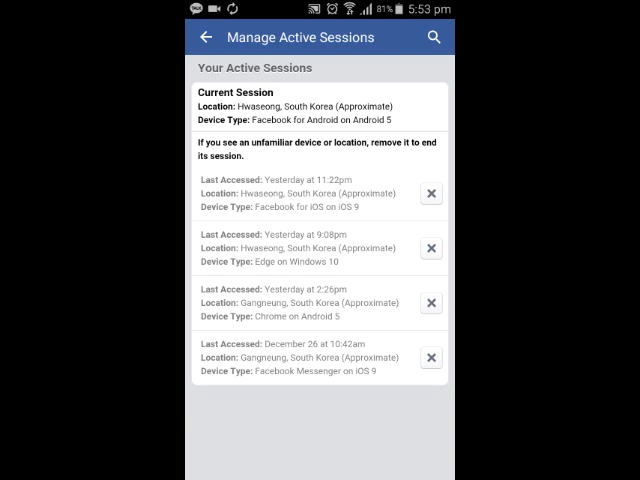 TALK 81% 5:53 pm
Manage Active Sessions
Your Active Sessions
Current Session
Location: Hwaseong, South Korea (Approximate)
Device Type: Facebook for Android on Android 5
If you see an unfamiliar device or location, remove it to end
its session.
Last Accessed: Yesterday at 11:22pm
Location: Hwaseong, South Korea (Approximate)
Device Type: Facebook for iOS on iOS 9
Last Accessed: Yesterday at 9:08pm
Location: Hwaseong, South Korea (Approximate)
Device Type: Edge on Windows 10
Last Accessed: Yesterday at 2:26pm
Location: Gangneung, South Korea (Approximate)
Device Type: Chrome on Android 5
Last Accessed: December 26 at 10:42am
Location: Gangneung, South Korea (Approximate)
Device Type: Facebook Messenger on iOS 9